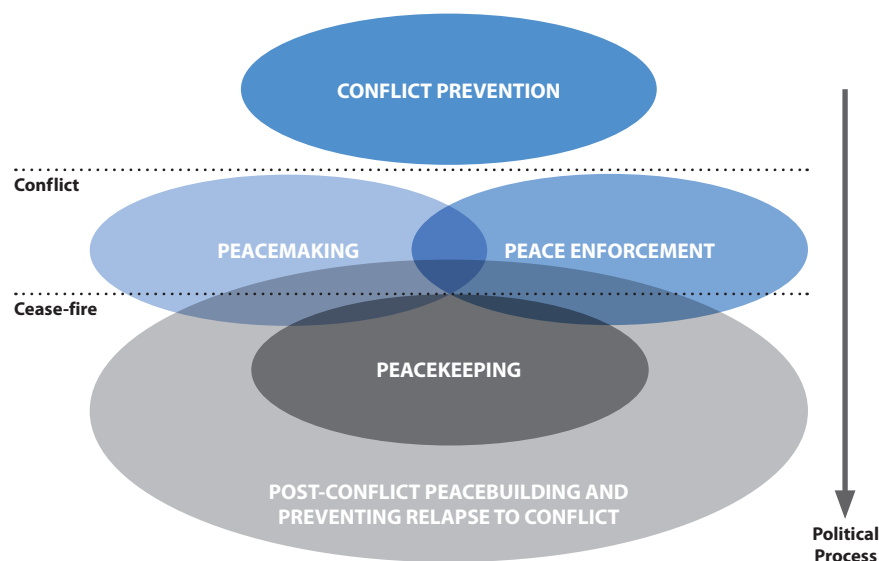 CONFLICT PREVENTION
Conflict
PEACEMAKING
PEACE ENFORCEMENT
Cease-fire
PEACEKEEPING
POST-CONFLICT PEACEBUILDING AND
PREVENTING RELAPSE TO CONFLICT
Political
Process